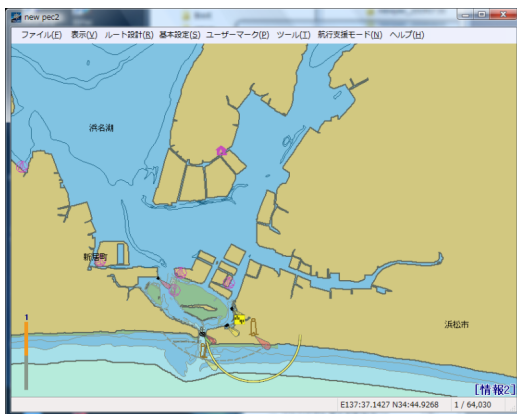 new pec2
ファイル(F) 表示(V) ルート設計(R) 基本設定(S) ユーザーマーク(P) ツール(T) 航行支援モード(N) ヘルプ(H)
浜名湖
新居町
1
浜松市
[情報2]
E137:37.1427 N34:44.9268 1 / 64,030